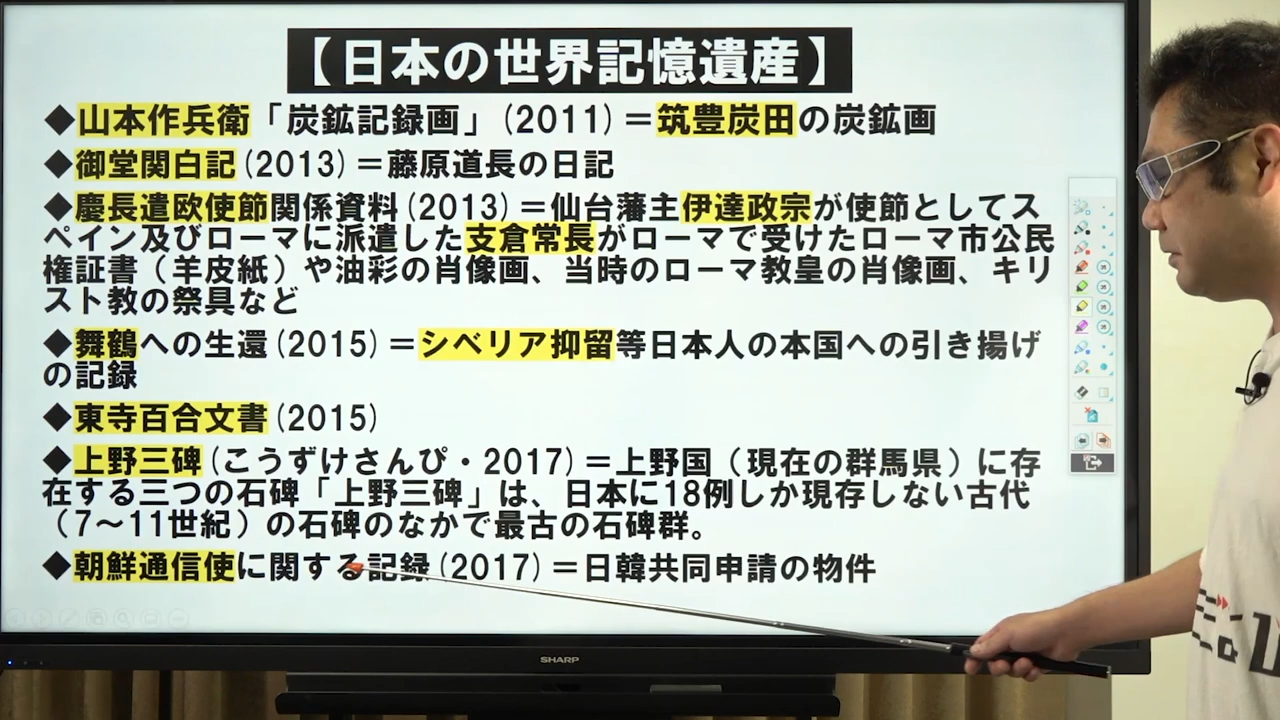 【日本の世界記憶遺産】
◆山本作兵衛「炭鉱記録画」(2011)＝筑豊炭田の炭鉱画
◆御堂関白記(2013)＝藤原道長の日記
◆慶長遣欧使節関係資料(2013)＝仙台藩主伊達政宗が使節としてス
ペイン及びローマに派遣した支倉常長がローマで受けたローマ市公民
権証書（羊皮紙）や油彩の肖像画、当時のローマ教皇の肖像画、キリ
スト教の祭具など
◆舞鶴への生還(2015)＝シベリア抑留等日本人の本国への引き揚げ
の記録
◆東寺百合文書(2015)
◆上野三碑(こうずけさんぴ・2017)＝上野国（現在の群馬県）に存
在する三つの石碑「上野三碑」は、日本に18例しか現存しない古代
（7～11世紀）の石碑のなかで最古の石碑群。
◆朝鮮通信使に関する記録(2017)＝日韓共同申請の物件
SHARP